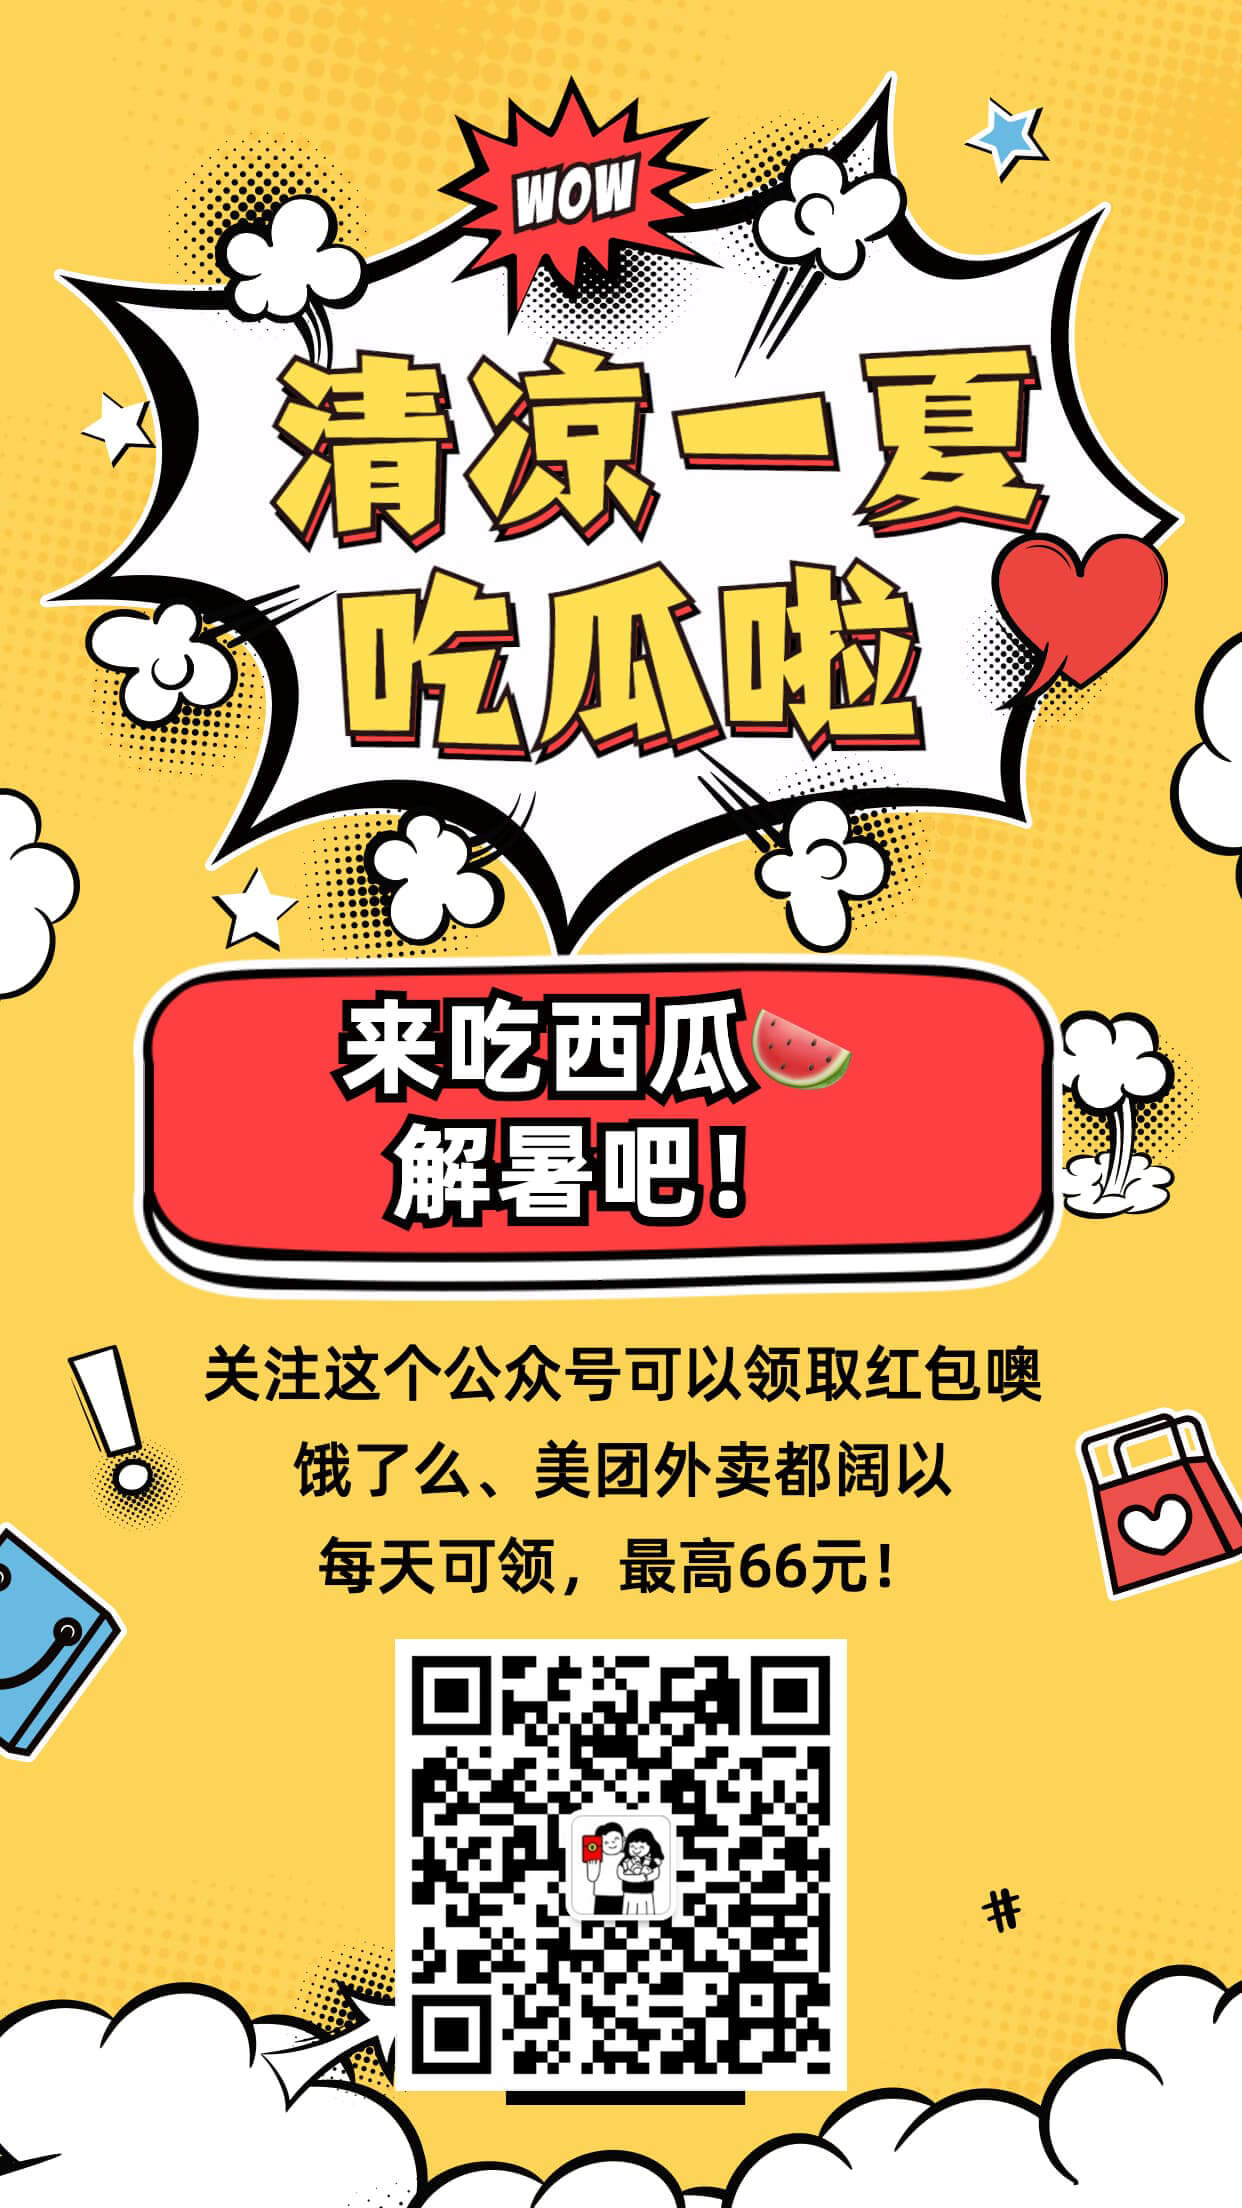 WOW
清凉一夏
吃瓜啦
来吃西瓜🍉
解暑吧！
关注这个公众号可以领取红包噢
饿了么、美团外卖都阔以
每天可领，最高66元！
#